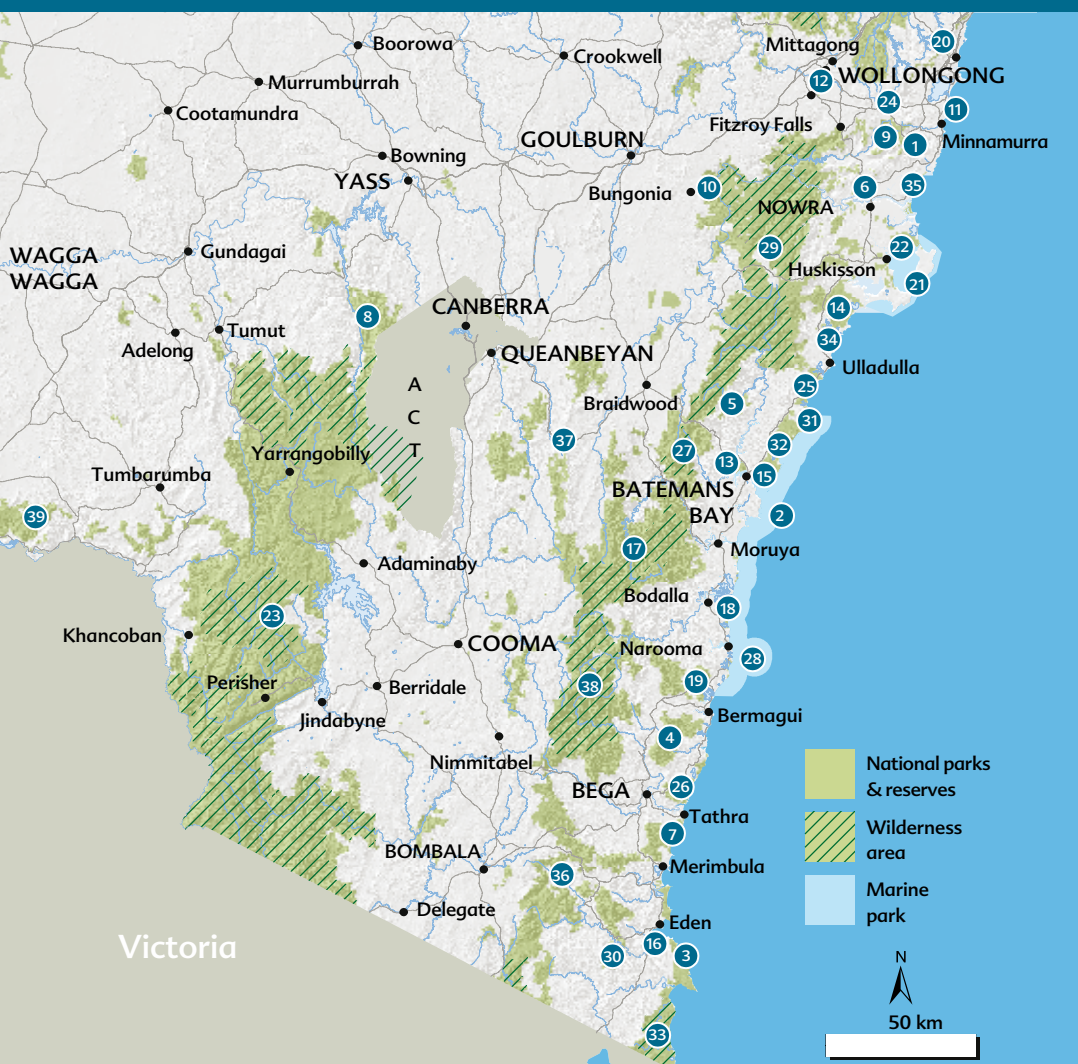 20
Boorowa
Mittagong
Crookwell
WOLLONGONG
12
Murrumburrah
24
11
Cootamundra
Fitzroy Falls
9
1
Minnamurra
GOULBURN
Bowning
YASS
Bungonia
10
6
35
NOWRA
WAGGA
WAGGA
Gundagai
29
22
Huskisson
21
CANBERRA
14
8
Tumut
Adelong
QUEANBEYAN
34
Ulladulla
A
C
T
25
Braidwood
5
31
37
27
32
Yarrangobilly
13
15
Tumbarumba
BATEMANS
BAY
39
2
17
Moruya
Adaminaby
Bodalla
18
23
Khancoban
COOMA
Narooma
28
Perisher
Berridale
38
19
Jindabyne
Bermagui
4
Nimmitabel
BEGA
26
Tathra
7
BOMBALA
Merimbula
36
Delegate
Eden
16
30
3
33
Victoria
National parks
& reserves
Wilderness
area
Marine
park
N
50 km